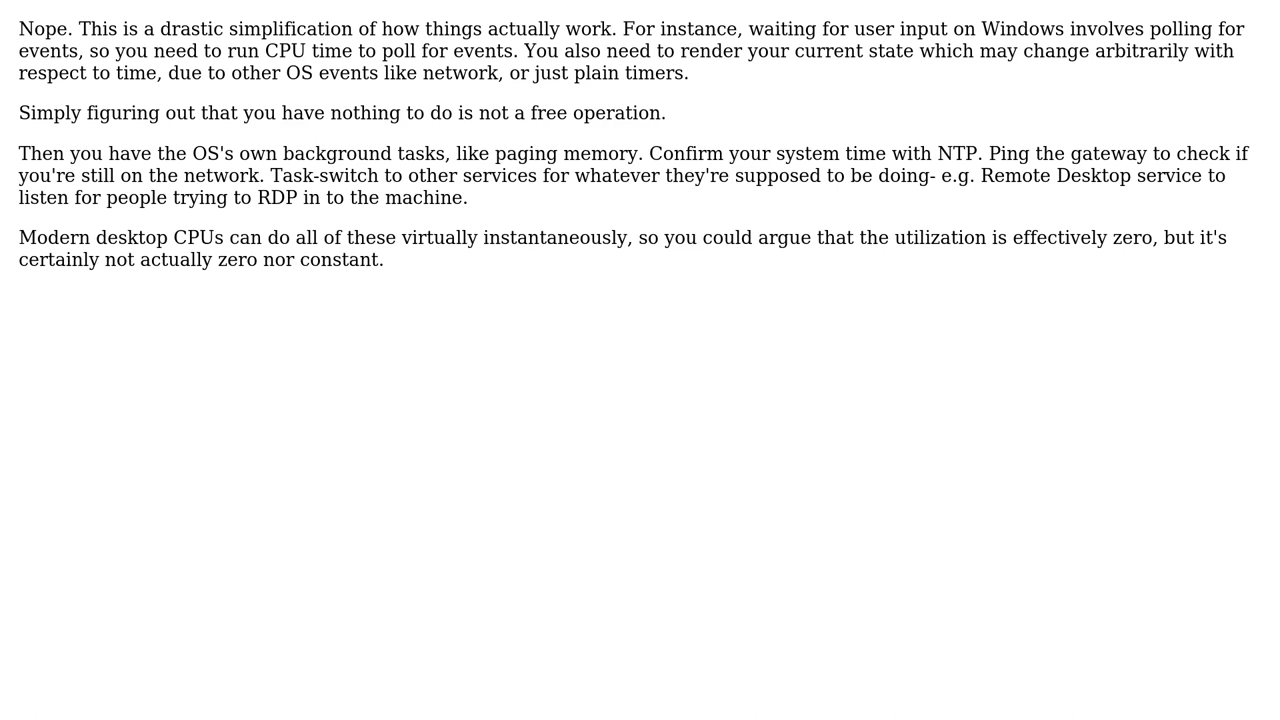 Nope. This is a drastic simplification of how things actually work. For instance, waiting for user input on Windows involves polling for
events, so you need to run CPU time to poll for events. You also need to render your current state which may change arbitrarily with
respect to time, due to other OS events like network, or just plain timers.
Simply figuring out that you have nothing to do is not a free operation.
Then you have the OS's own background tasks, like paging memory. Confirm your system time with NTP. Ping the gateway to check if
you're still on the network. Task-switch to other services for whatever they're supposed to be doing- e.g. Remote Desktop service to
listen for people trying to RDP in to the machine.
Modern desktop CPUs can do all of these virtually instantaneously, so you could argue that the utilization is effectively zero, but it's
certainly not actually zero nor constant.